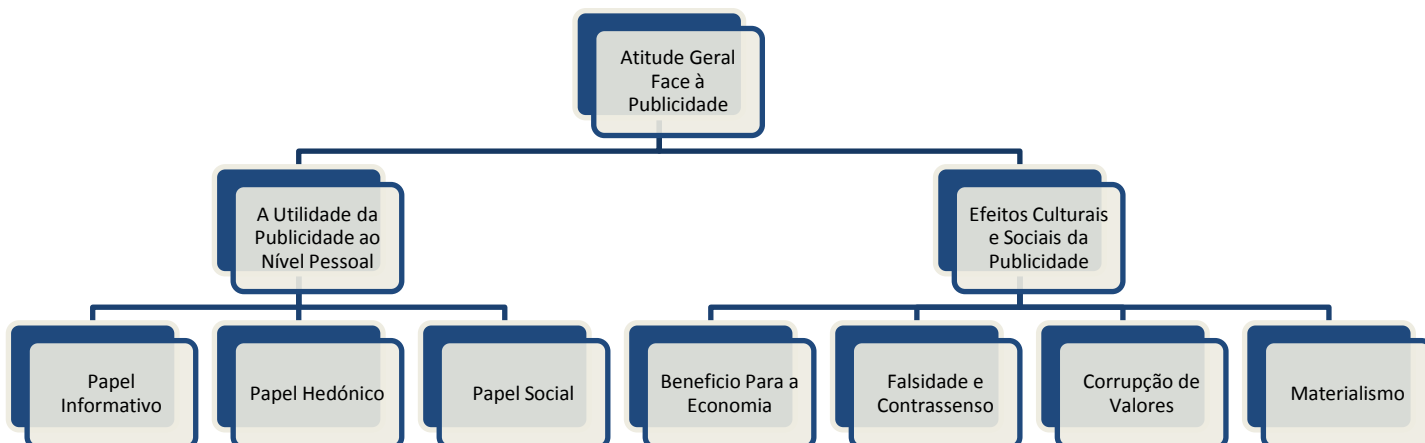 Atitude Geral
Face à
Publicidade
A Utilidade da
Publicidade ao
Nível Pessoal
Efeitos Culturais
e Sociais da
Publicidade
Papel
Informativo
Papel Hedónico
Papel Social
Beneficio Para a
Economia
Falsidade e
Contrassenso
Corrupção de
Valores
Materialismo